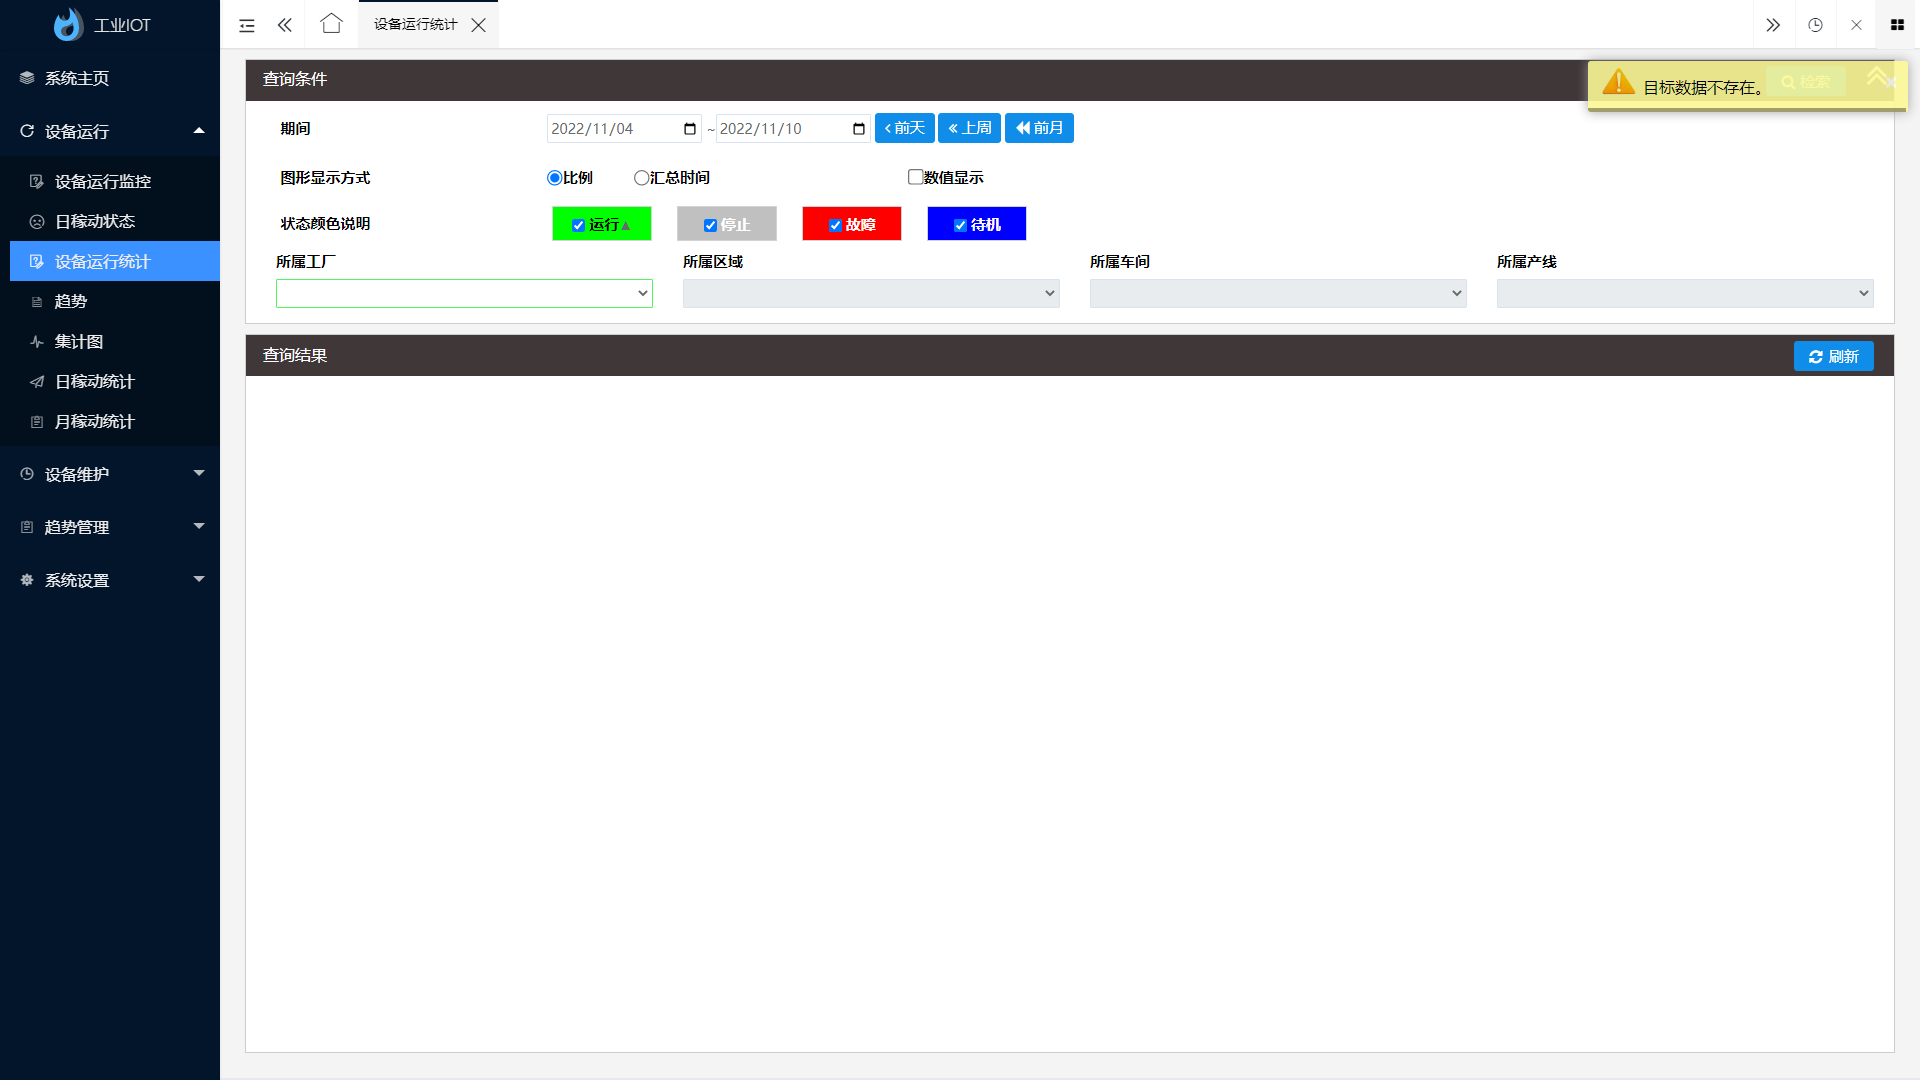 工业IOT
设备运行统计
系统主页
设备运行
设备运行监控
日稼动状态
设备运行统计
趋势
集计图
日稼动统计
月稼动统计
设备维护
趋势管理
系统设置
查询条件
检索
目标数据不存在。
期间
2022/11/04 ~ 2022/11/10 前天 上周 前月
图形显示方式 比例 汇总时间 数值显示
状态颜色说明 运行▲ 停止 故障 待机
所属工厂 所属区域 所属车间 所属产线
查询结果 刷新